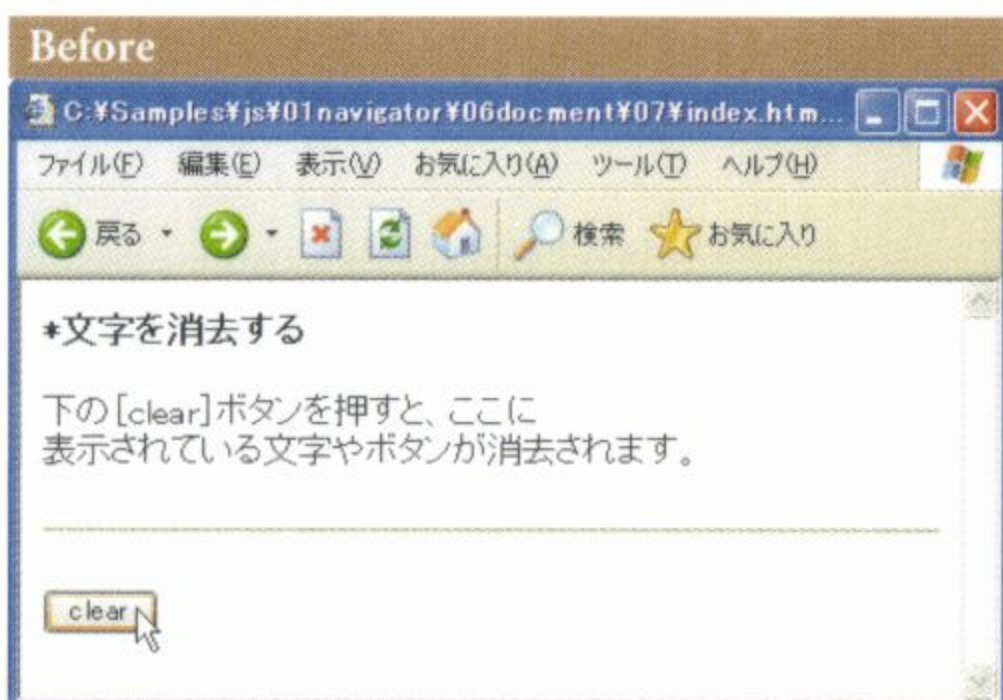 Before
C:¥Samples¥js¥01navigator¥06docment¥07¥index.htm...
ファイル(F) 編集(E) 表示(V) お気に入り(A) ツール(T) ヘルプ(H)
戻る 検索 お気に入り
*文字を消去する
下の[clear]ボタンを押すと、ここに
表示されている文字やボタンが消去されます。
clear